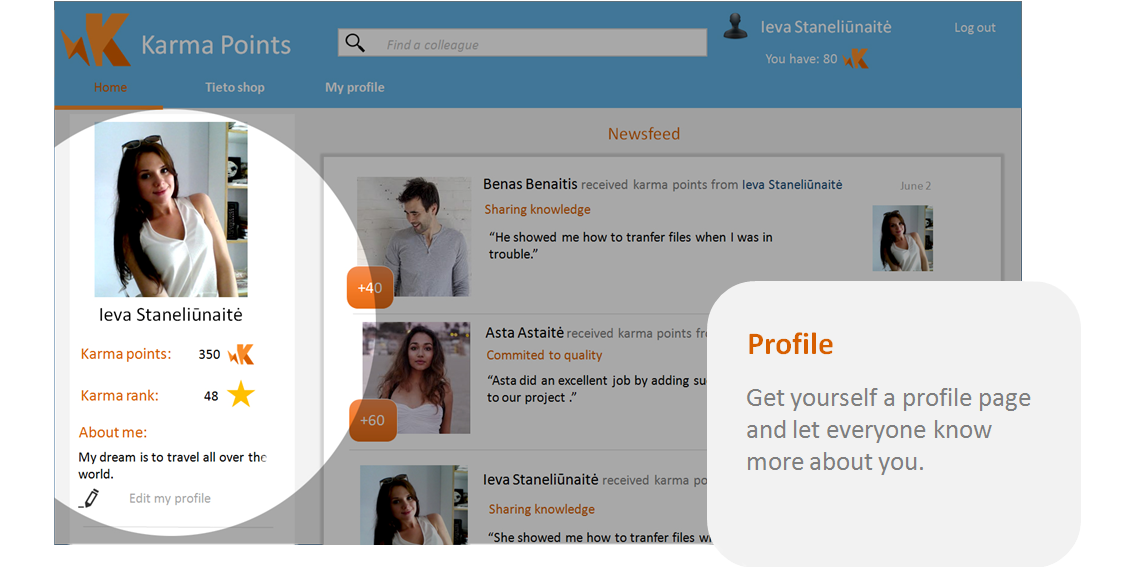 Karma Points
Find a colleague
Ieva Staneliūnaitė
Log out
You have: 80
Home
Tieto shop
My profile
Ieva Staneliūnaitė
Karma points: 350
Karma rank: 48
About me:
My dream is to travel all over the
world.
Edit my profile
Newsfeed
Benas Benaitis received karma points from Ieva Staneliūnaitė
June 2
Sharing knowledge
“He showed me how to tranfer files when I was in
trouble.”
+40
Asta Astaitė received karma points
Commited to quality
“Asta did an excellent job by adding
to our project .”
+60
Ieva Staneliūnaitė received karma
Sharing knowledge
“She showed me how to tranfer files
Profile
Get yourself a profile page
and let everyone know
more about you.